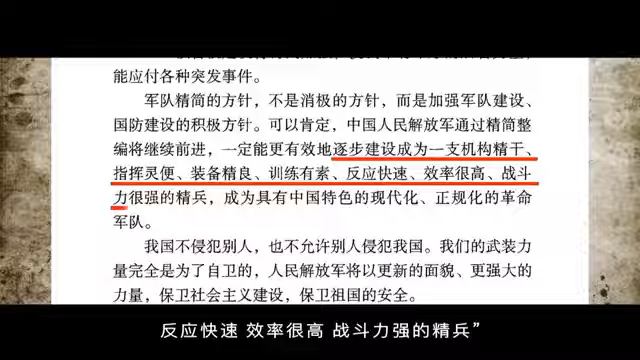 能应付各种突发事件。
军队精简的方针，不是消极的方针，而是加强军队建设、
国防建设的积极方针。可以肯定，中国人民解放军通过精简整
编将继续前进，一定能更有效地逐步建设成为一支机构精干、
指挥灵便、装备精良、训练有素、反应快速、效率很高、战斗
力很强的精兵，成为具有中国特色的现代化、正规化的革命
军队。
我国不侵犯别人，也不允许别人侵犯我国。我们的武装力
量完全是为了自卫的，人民解放军将以更新的面貌、更强大的
力量，保卫社会主义建设，保卫祖国的安全。
反应快速 效率很高 战斗力强的精兵”